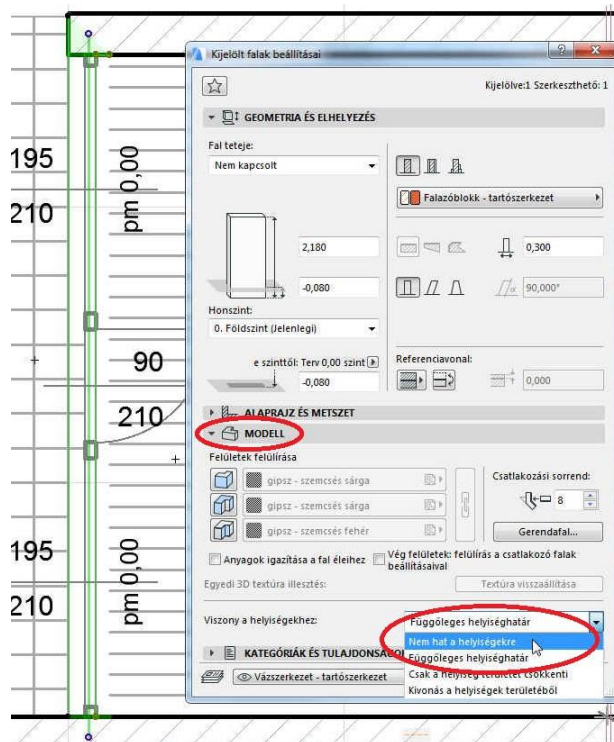 Kijelölt falak beállításai
Kijelölve:1 Szerkeszthető: 1
GEOMETRIA ÉS ELHELYEZÉS
Fal teteje:
Nem kapcsolt
Falazóblokk - tartószerkezet
2,180
0,300
-0,080
90,000°
Honszint:
0. Földszint (Jelenlegi)
e szinttől: Terv 0,00 szint
Referenciavonal:
-0,080
0,000
ALAPRAJZ ÉS METSZET
MODELL
Felületek felülírása
Csatlakozási sorrend:
gipsz - szemcsés sárga
8
gipsz - szemcsés sárga
gipsz - szemcsés fehér
Gerendafal...
Anyagok igazítása a fal éleihez
Vég felületek: felülírás a csatlakozó falak beállításaival
Egyedi 3D textúra illesztés:
Textúra visszaállítása
Viszony a helyiségekhez:
Függőleges helyiséghatár
Nem hat a helyiségekre
Függőleges helyiséghatár
Csak a helyiség területét csökkenti
Kivonás a helyiségek területéből
KATEGÓRIÁK ÉS TULAJDONSÁGOK
Vázszerkezet - tartószerkezet
195
210
pm 0,00
90
210
195
210
pm 0,00